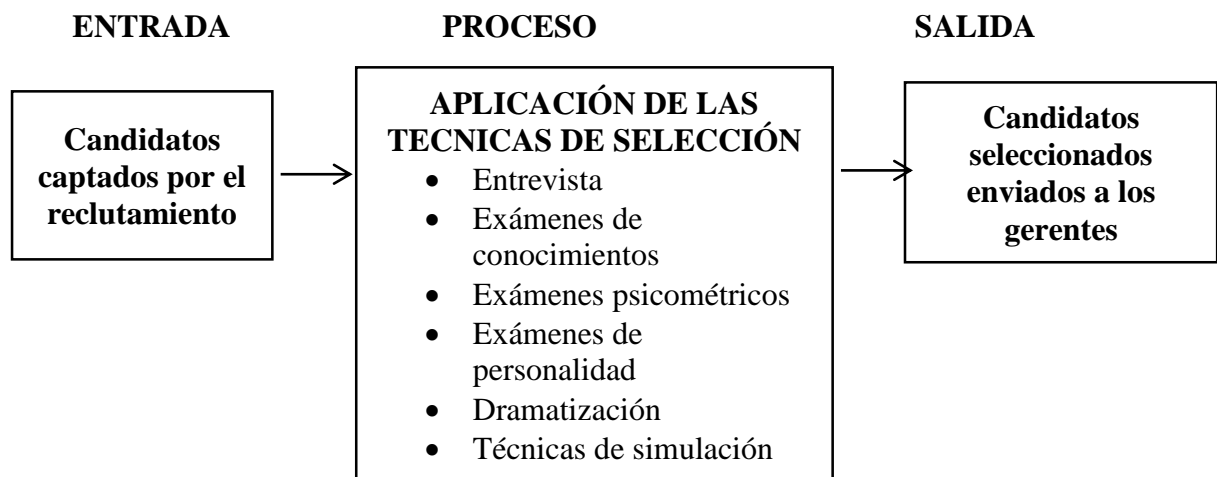 ENTRADA PROCESO SALIDA
Candidatos
captados por el
reclutamiento
APLICACIÓN DE LAS
TECNICAS DE SELECCIÓN
• Entrevista
• Exámenes de
conocimientos
• Exámenes psicométricos
• Exámenes de
personalidad
• Dramatización
• Técnicas de simulación
Candidatos
seleccionados
enviados a los
gerentes